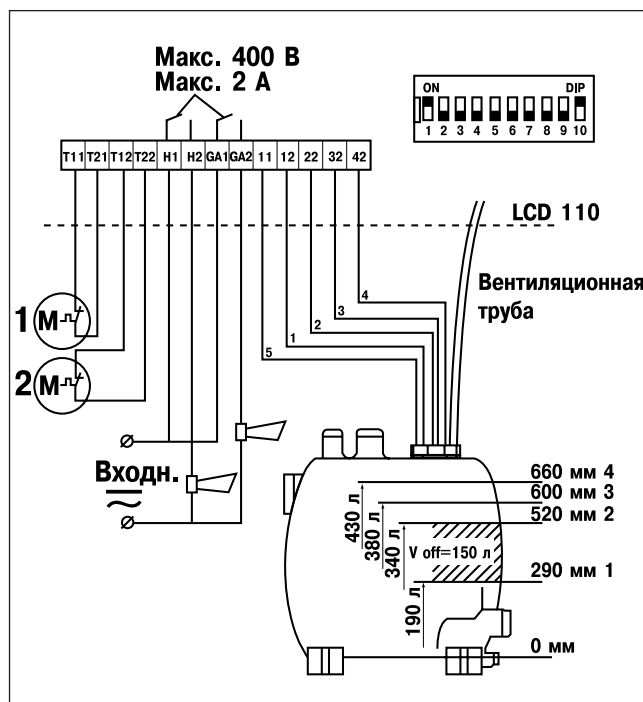 Макс. 400 В
Макс. 2 А
ON DIP
1 2 3 4 5 6 7 8 9 10
T11 T21 T12 T22 H1 H2 GA1 GA2 11 12 22 32 42
LCD 110
Вентиляционная
труба
4
3
2
1
5
1 M
2 M
Входн.
660 мм 4
600 мм 3
520 мм 2
290 мм 1
0 мм
430 л
380 л
340 л
V off=150 л
190 л